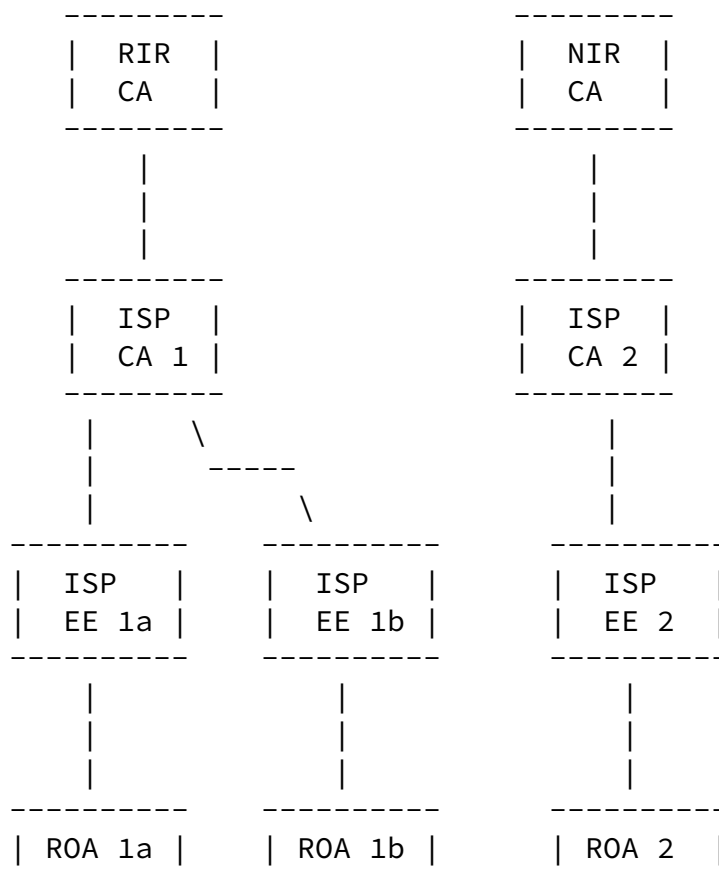 RIR NIR
CA CA
ISP ISP
CA 1 CA 2
ISP ISP ISP
EE 1a EE 1b EE 2
ROA 1a ROA 1b ROA 2